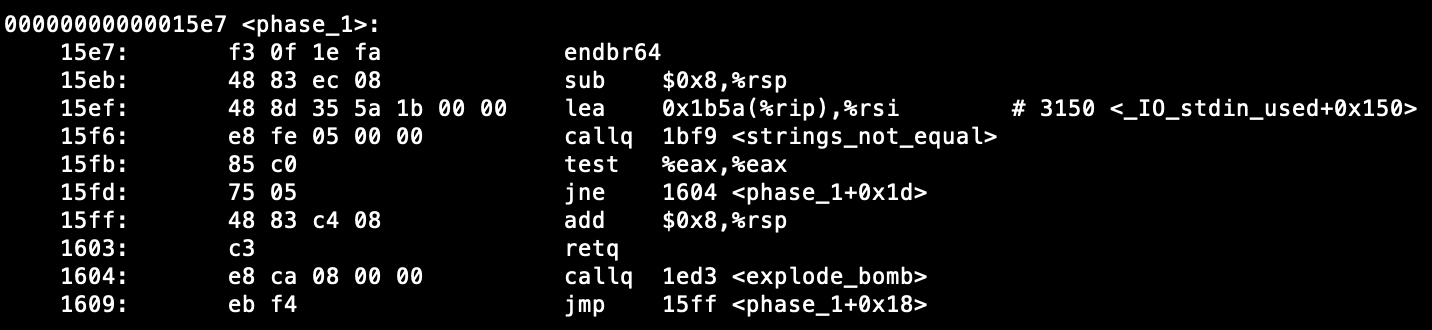 00000000000015e7 <phase_1>:
15e7: f3 0f 1e fa endbr64
15eb: 48 83 ec 08 sub $0x8,%rsp
15ef: 48 8d 35 5a 1b 00 00 lea 0x1b5a(%rip),%rsi # 3150 <_IO_stdin_used+0x150>
15f6: e8 fe 05 00 00 callq 1bf9 <strings_not_equal>
15fb: 85 c0 test %eax,%eax
15fd: 75 05 jne 1604 <phase_1+0x1d>
15ff: 48 83 c4 08 add $0x8,%rsp
1603: c3 retq
1604: e8 ca 08 00 00 callq 1ed3 <explode_bomb>
1609: eb f4 jmp 15ff <phase_1+0x18>